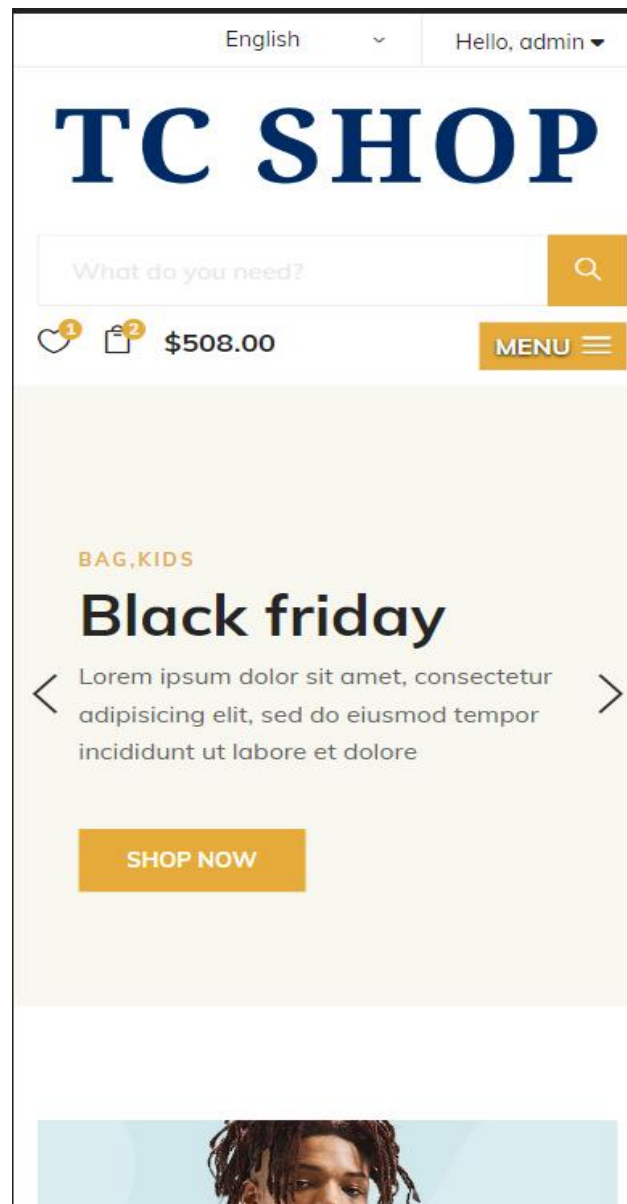 English
Hello, admin
TC SHOP
What do you need?
1
2
$508.00
MENU
BAG,KIDS
Black friday
Lorem ipsum dolor sit amet, consectetur
adipisicing elit, sed do eiusmod tempor
incididunt ut labore et dolore
SHOP NOW